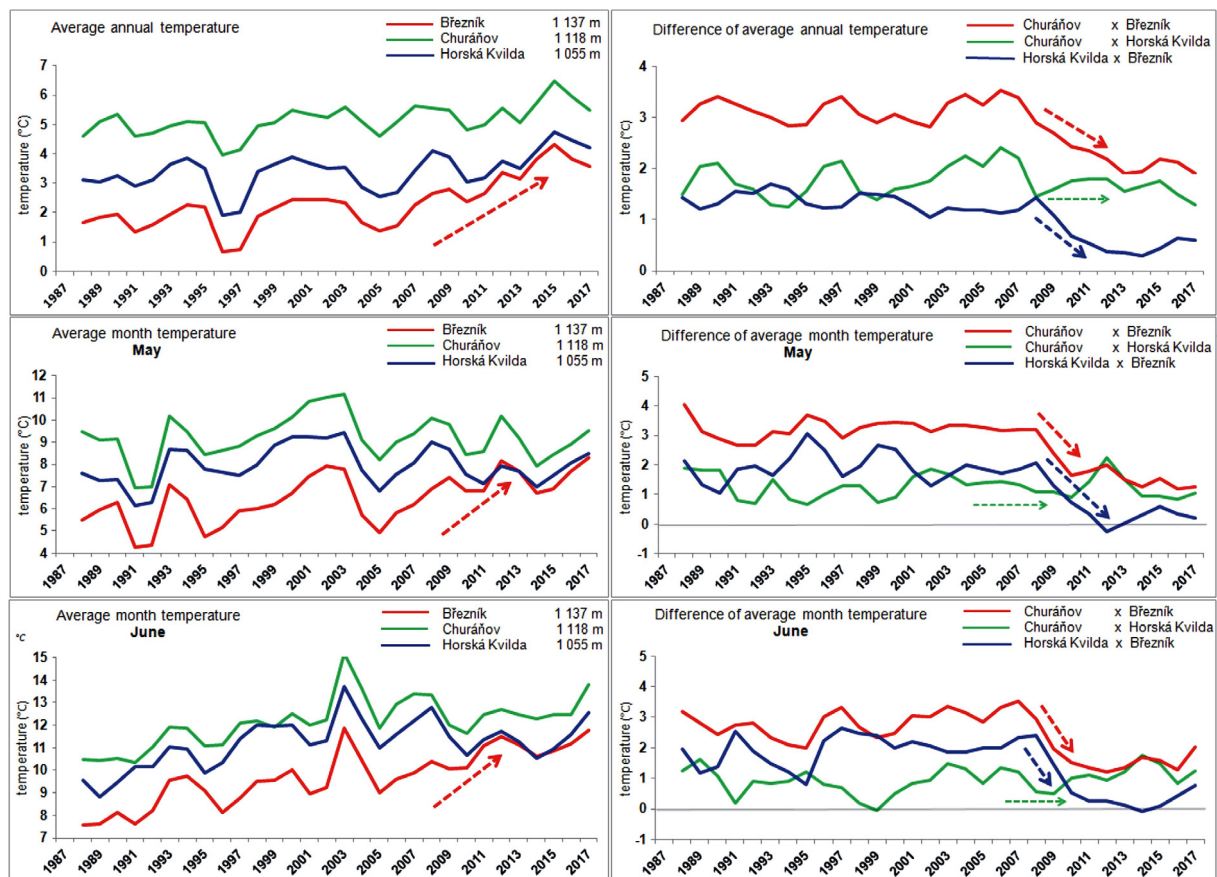 Average annual temperature
Březník 1 137 m
Churáňov 1 118 m
Horská Kvilda 1 055 m
temperature (°C)
7
6
5
4
3
2
1
0
1987 1989 1991 1993 1995 1997 1999 2001 2003 2005 2007 2009 2011 2013 2015 2017
Difference of average annual temperature
Churáňov x Březník
Churáňov x Horská Kvilda
Horská Kvilda x Březník
temperature (°C)
4
3
2
1
0
1987 1989 1991 1993 1995 1997 1999 2001 2003 2005 2007 2009 2011 2013 2015 2017
Average month temperature
May
Březník 1 137 m
Churáňov 1 118 m
Horská Kvilda 1 055 m
temperature (°C)
12
11
10
9
8
7
6
5
4
1987 1989 1991 1993 1995 1997 1999 2001 2003 2005 2007 2009 2011 2013 2015 2017
Difference of average month temperature
May
Churáňov x Březník
Churáňov x Horská Kvilda
Horská Kvilda x Březník
temperature (°C)
5
4
3
2
1
0
-1
1987 1989 1991 1993 1995 1997 1999 2001 2003 2005 2007 2009 2011 2013 2015 2017
Average month temperature
June
Březník 1 137 m
Churáňov 1 118 m
Horská Kvilda 1 055 m
°C
temperature (°C)
15
14
13
12
11
10
9
8
7
1987 1989 1991 1993 1995 1997 1999 2001 2003 2005 2007 2009 2011 2013 2015 2017
Difference of average month temperature
June
Churáňov x Březník
Churáňov x Horská Kvilda
Horská Kvilda x Březník
temperature (°C)
5
4
3
2
1
0
-1
1987 1989 1991 1993 1995 1997 1999 2001 2003 2005 2007 2009 2011 2013 2015 2017